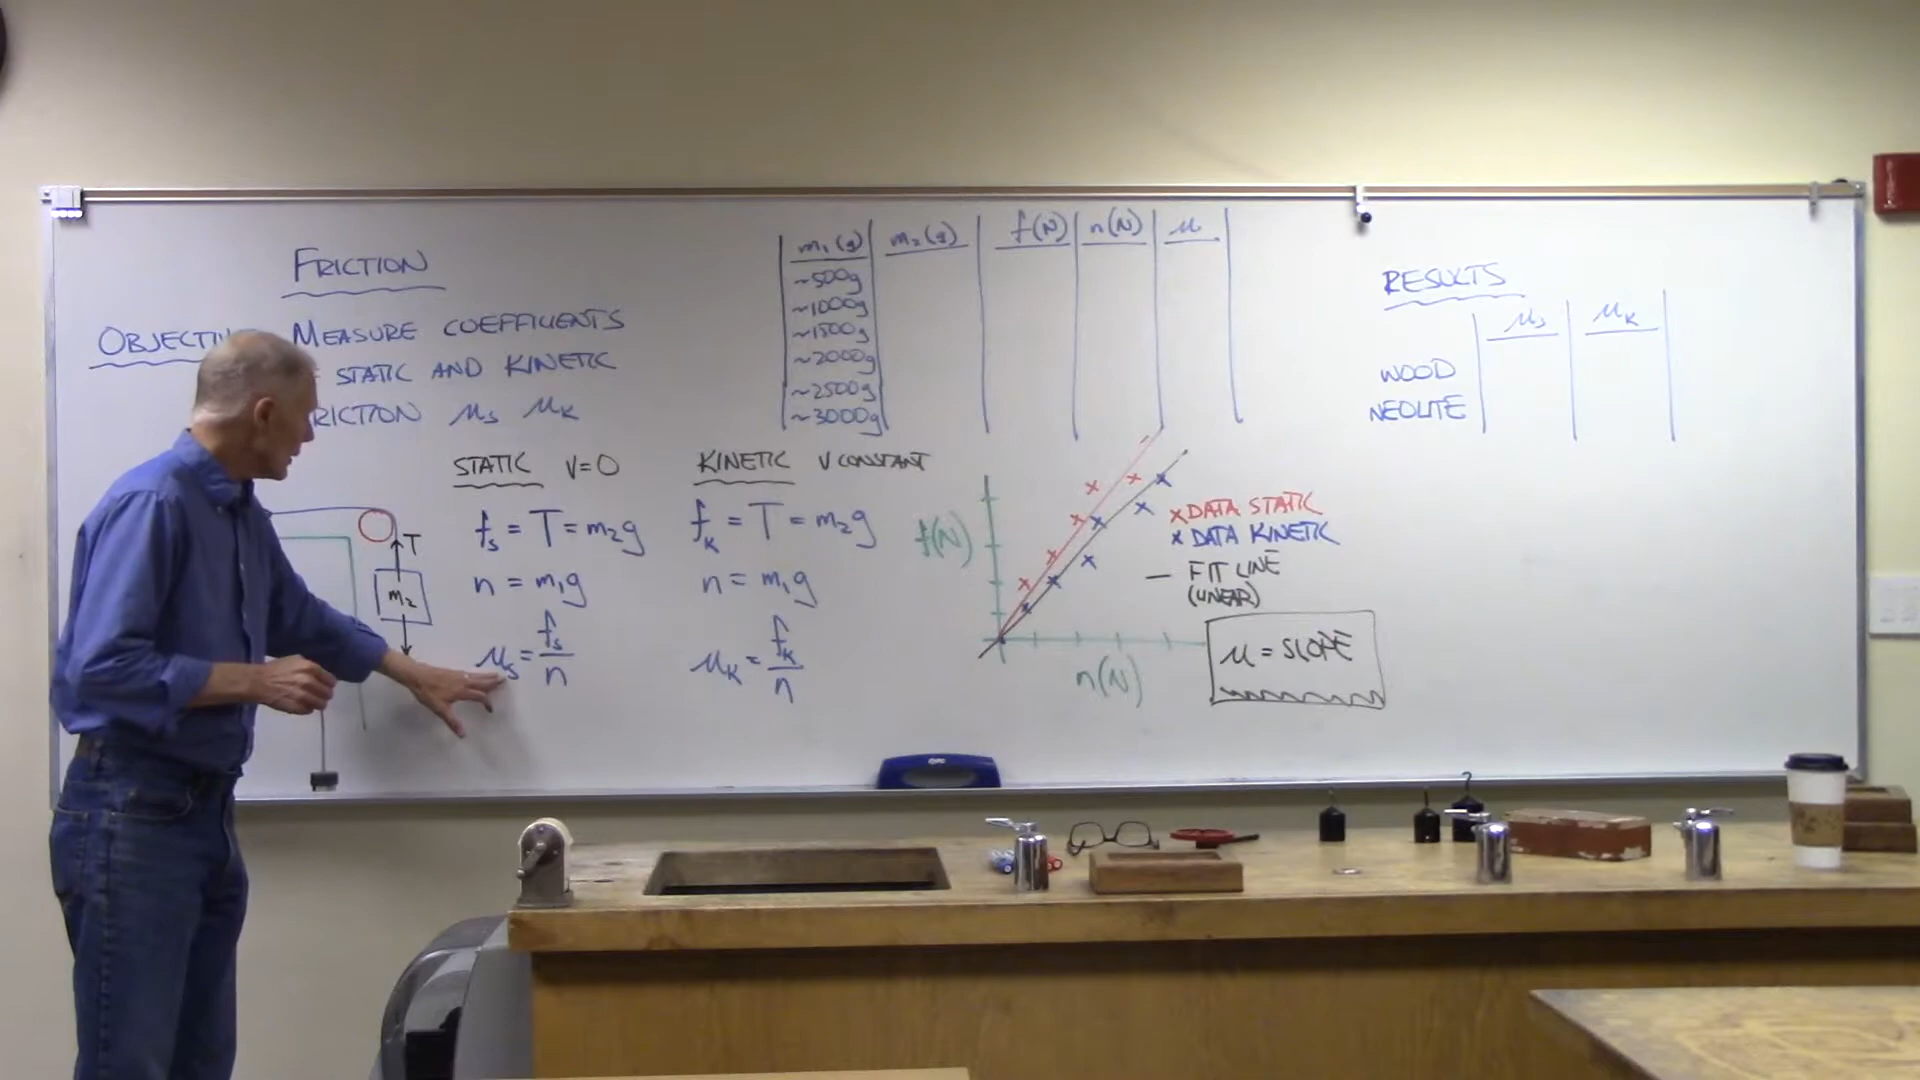 FRICTION
OBJECTI MEASURE COEFFICIENTS
STATIC AND KINETIC
RICTION μs μk
m₁(g) m₂(g) f(N) n(N) μ
~500g
~1000g
~1500g
~2000g
~2500g
~3000g
RESULTS
μs μk
WOOD
NEOLITE
T
m₂
STATIC V=0
fs = T = m₂g
n = m₁g
μs = fs/n
KINETIC V CONSTANT
fk = T = m₂g
n = m₁g
μk = fk/n
f(N)
n(N)
x DATA STATIC
x DATA KINETIC
— FIT LINE
(LINEAR)
μ = SLOPE